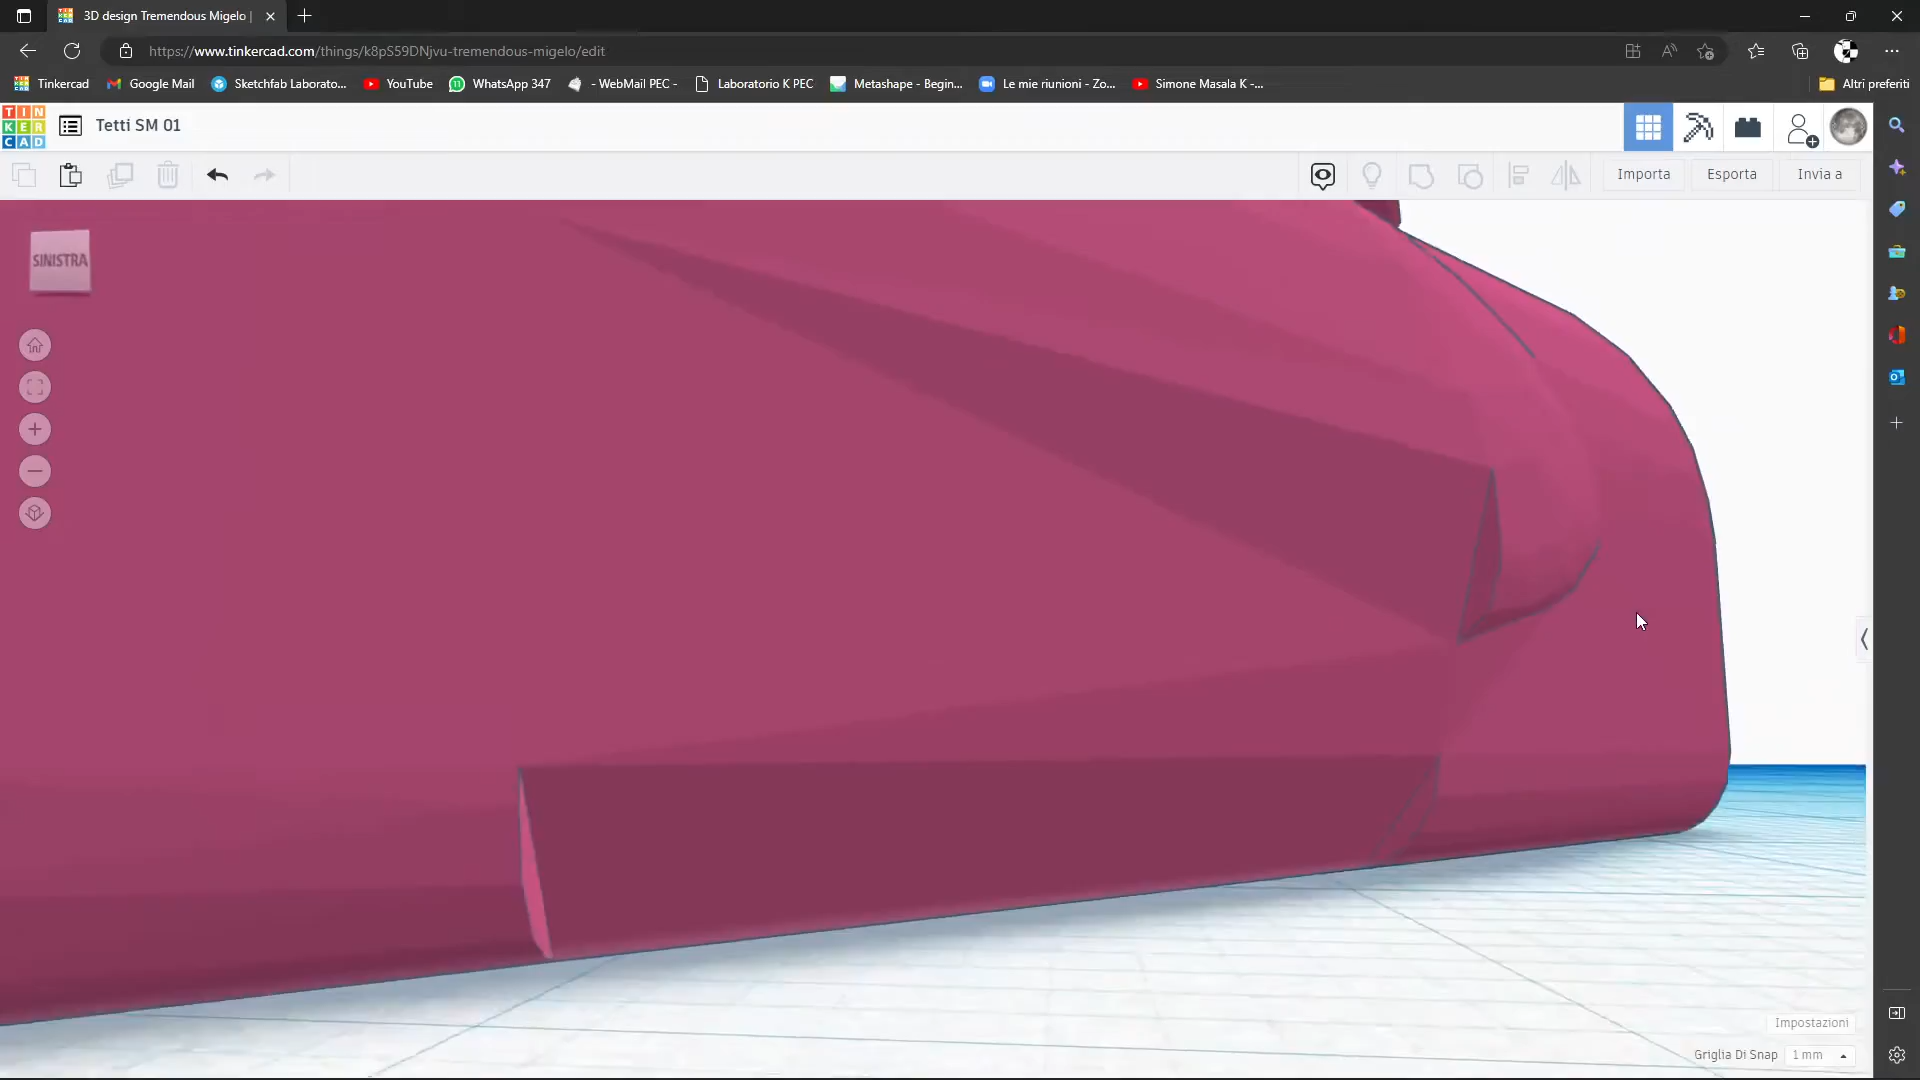 3D design Tremendous Migelo |
https://www.tinkercad.com/things/k8pS59DNjvu-tremendous-migelo/edit
Tinkercad
Google Mail
Sketchfab Laborato...
YouTube
WhatsApp 347
- WebMail PEC -
Laboratorio K PEC
Metashape - Begin...
Le mie riunioni - Zo...
Simone Masala K -...
Altri preferiti
TIN
KER
CAD
Tetti SM 01
Importa
Esporta
Invia a
SINISTRA
Impostazioni
Griglia Di Snap
1 mm